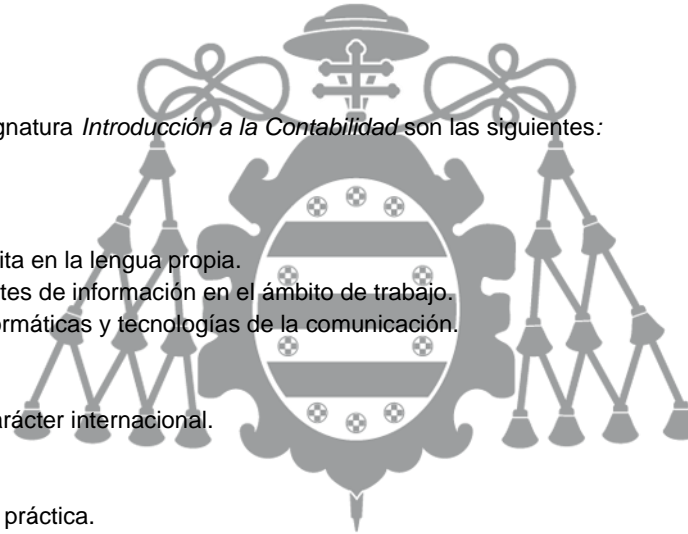 gnatura Introducción a la Contabilidad son las siguientes:
ita en la lengua propia.
tes de información en el ámbito de trabajo.
ormáticas y tecnologías de la comunicación.
arácter internacional.
práctica.